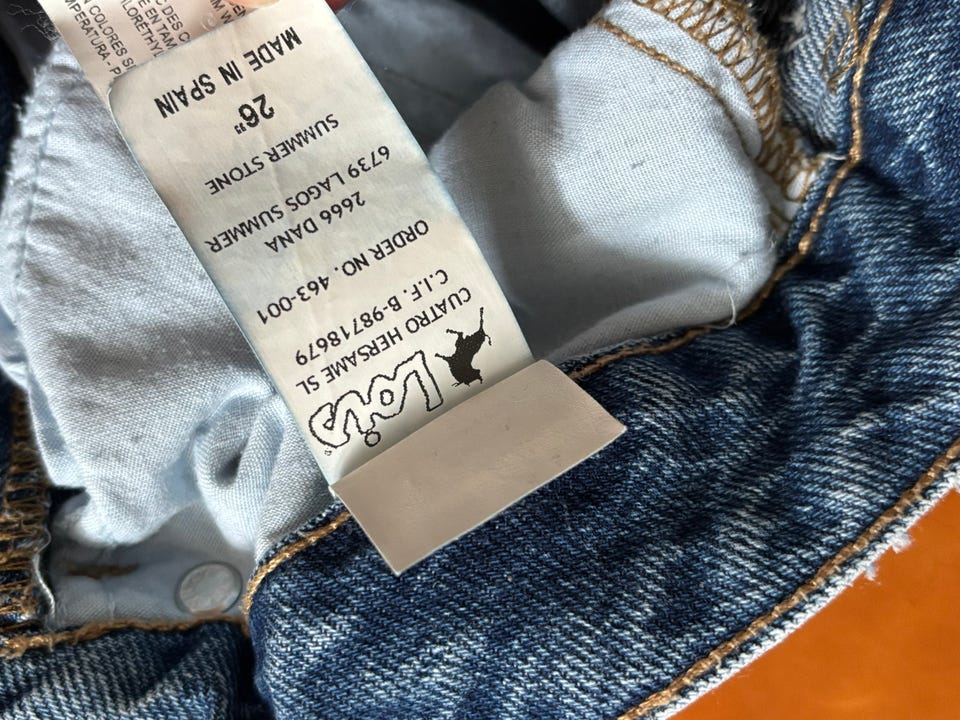 Lois
CUATRO HERSAME SL
C.I.F. B-98718679
ORDER NO. 463-001
2666 DANA
6739 LAGOS SUMMER
SUMMER STONE
26"
MADE IN SPAIN
COLORES